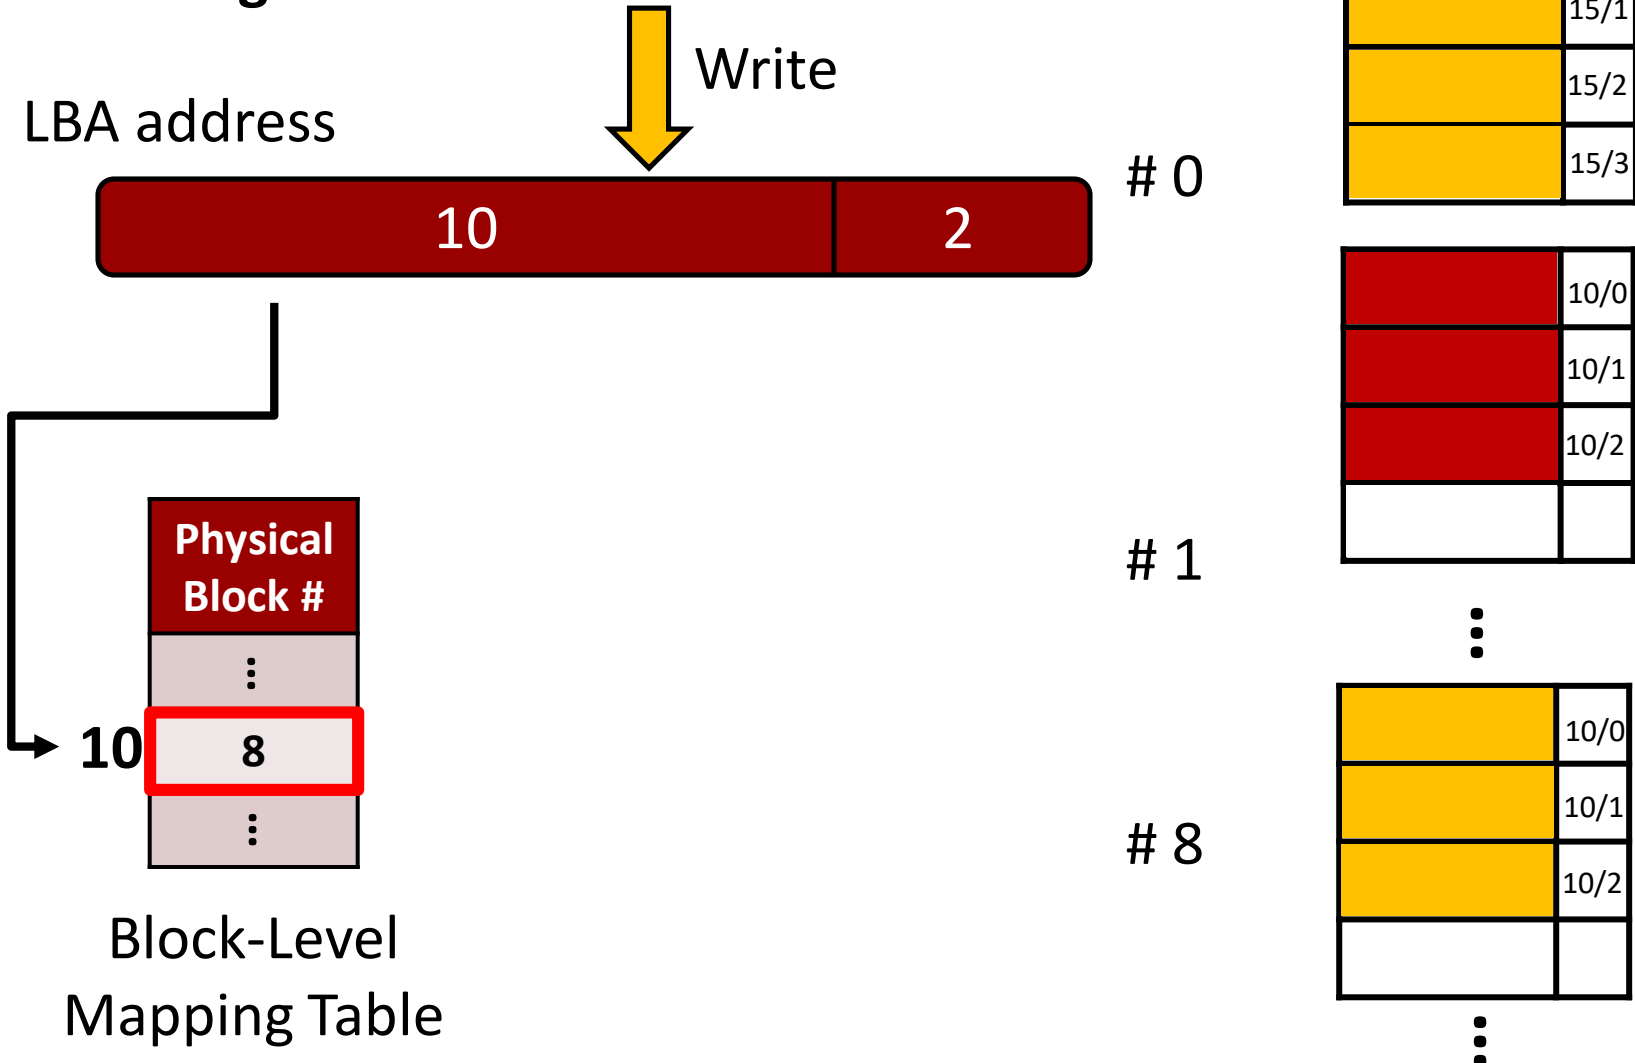 Write
LBA address
10 2
Physical
Block #
10 8
Block-Level
Mapping Table
# 0
15/1
15/2
15/3
# 1
10/0
10/1
10/2
# 8
10/0
10/1
10/2